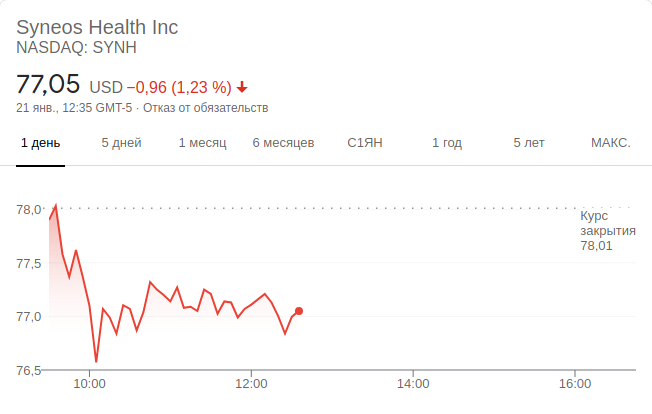 Syneos Health Inc
NASDAQ: SYNH
77,05 USD −0,96 (1,23 %)
21 янв., 12:35 GMT-5 · Отказ от обязательств
1 день 5 дней 1 месяц 6 месяцев С1ЯН 1 год 5 лет МАКС.
78,0
Курс
закрытия
78,01
77,5
77,0
76,5
10:00 12:00 14:00 16:00